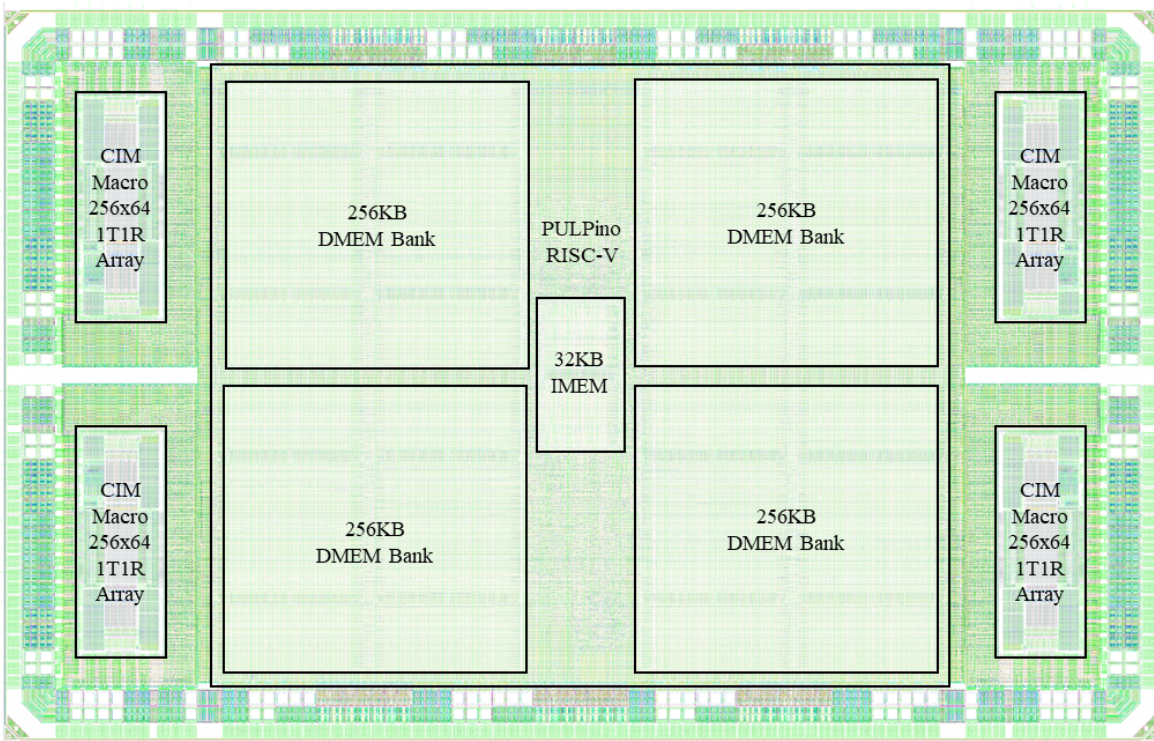 CIM
Macro
256x64
1T1R
Array
256KB
DMEM Bank
PULPino
RISC-V
256KB
DMEM Bank
CIM
Macro
256x64
1T1R
Array
32KB
IMEM
CIM
Macro
256x64
1T1R
Array
256KB
DMEM Bank
256KB
DMEM Bank
CIM
Macro
256x64
1T1R
Array